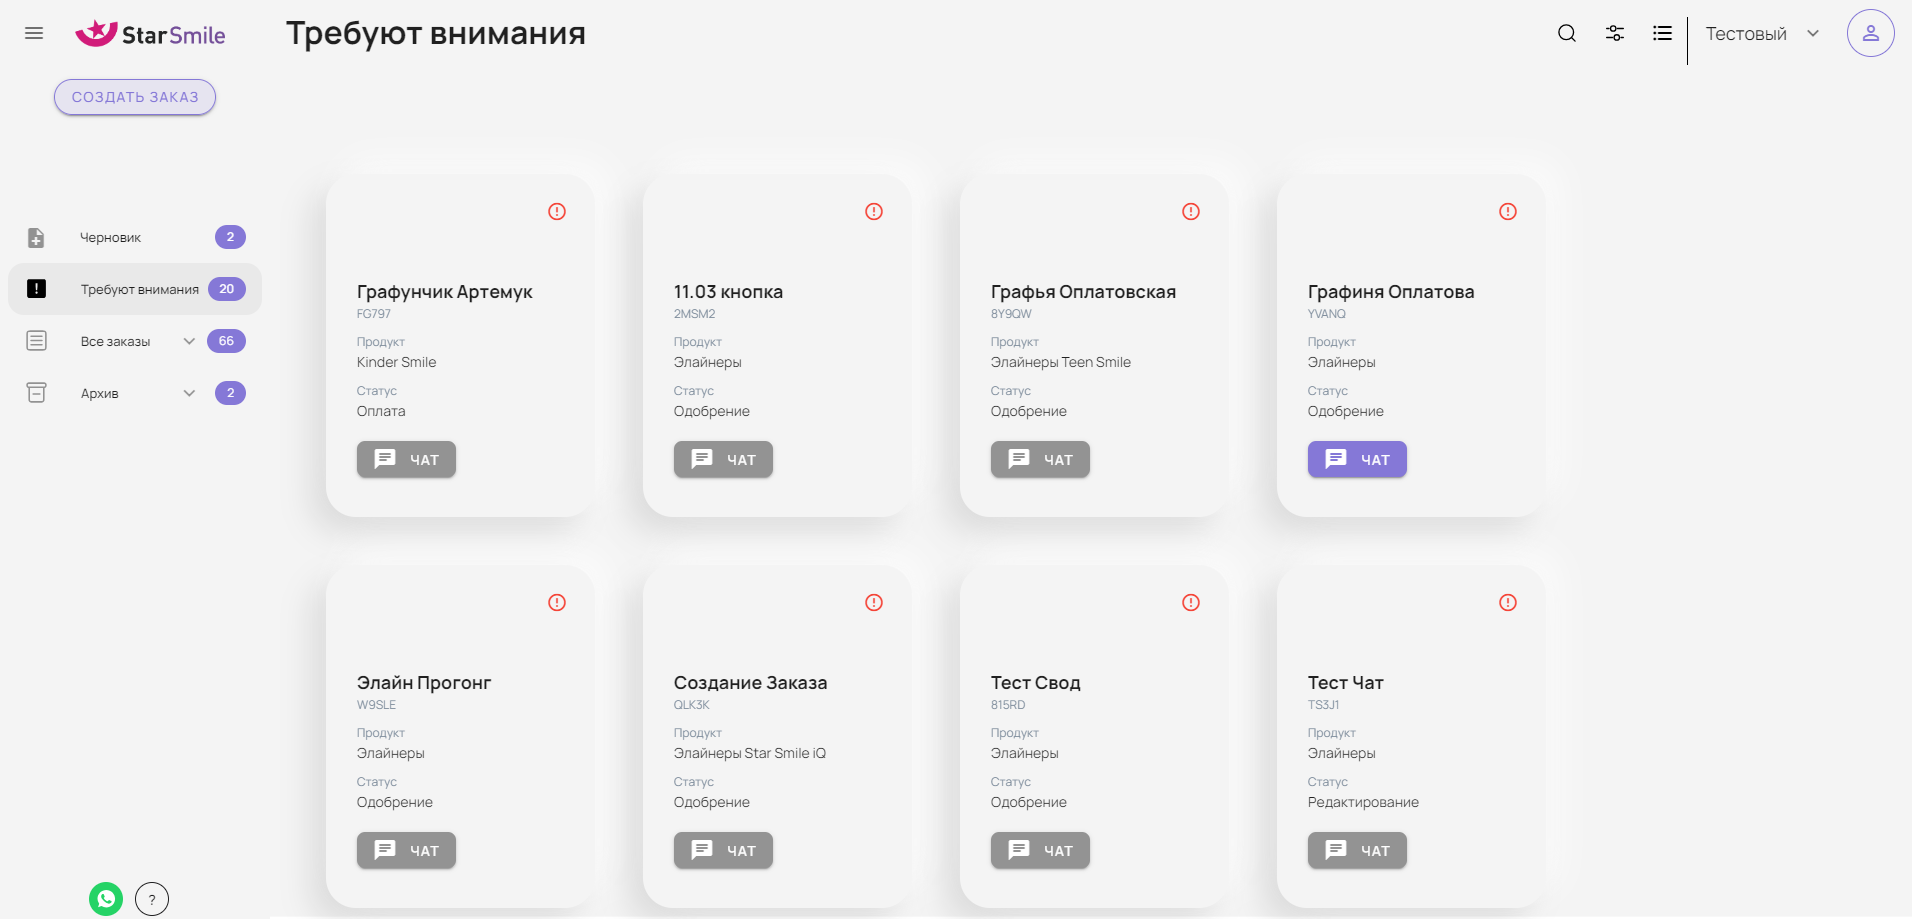 StarSmile
Требуют внимания
Тестовый
СОЗДАТЬ ЗАКАЗ
Черновик 2
Требуют внимания 20
Все заказы 66
Архив 2
Графунчик Артемук
FG797
Продукт
Kinder Smile
Статус
Оплата
ЧАТ
11.03 кнопка
2MSM2
Продукт
Элайнеры
Статус
Одобрение
ЧАТ
Графья Оплатовская
8Y9QW
Продукт
Элайнеры Teen Smile
Статус
Одобрение
ЧАТ
Графиня Оплатова
YVANQ
Продукт
Элайнеры
Статус
Одобрение
ЧАТ
Элайн Прогонг
W9SLE
Продукт
Элайнеры
Статус
Одобрение
ЧАТ
Создание Заказа
QLK3K
Продукт
Элайнеры Star Smile iQ
Статус
Одобрение
ЧАТ
Тест Свод
815RD
Продукт
Элайнеры
Статус
Одобрение
ЧАТ
Тест Чат
TS3J1
Продукт
Элайнеры
Статус
Редактирование
ЧАТ
?